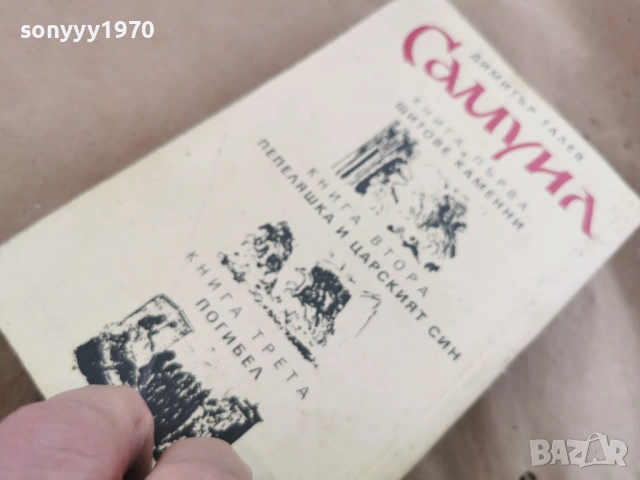 sonyyy1970
ДИМИТЪР ТАЛЕВ
Самуил
КНИГА ПЪРВА
ЩИТОВЕ КАМЕННИ
КНИГА ВТОРА
ПЕПЕЛЯШКА И ЦАРСКИЯТ СИН
КНИГА ТРЕТА
ПОГИБЕЛ
BAZAR